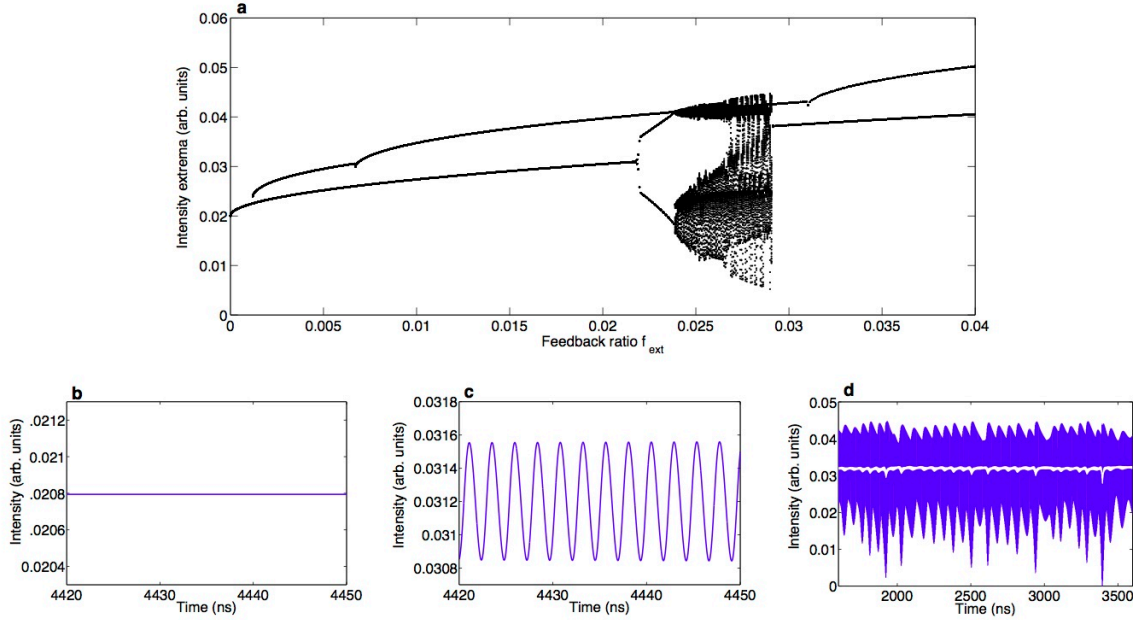 a
0.06
0.05
0.04
0.03
0.02
0.01
0
Intensity extrema (arb. units)
0 0.005 0.01 0.015 0.02 0.025 0.03 0.035 0.04
Feedback ratio f ext
b
.0212
.021
.0208
.0206
0.0204
Intensity (arb. units)
4420 4430 4440 4450
Time (ns)
c
0.0318
0.0316
0.0314
0.0312
0.031
0.0308
Intensity (arb. units)
4420 4430 4440 4450
Time (ns)
d
0.05
0.04
0.03
0.02
0.01
0
Intensity (arb. units)
2000 2500 3000 3500
Time (ns)